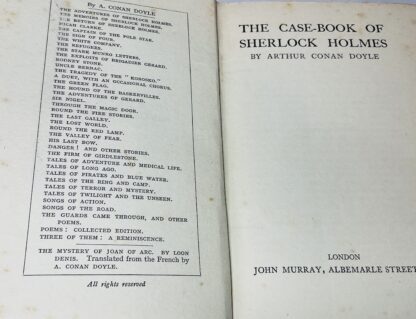 By A. CONAN DOYLE
THE ADVENTURES OF SHERLOCK HOLMES.
THE MEMOIRS OF SHERLOCK HOLMES.
THE RETURN OF SHERLOCK HOLMES.
MICAH CLARKE.
THE CAPTAIN OF THE POLE STAR.
THE SIGN OF FOUR.
THE WHITE COMPANY.
THE REFUGEES.
THE STARK MUNRO LETTERS.
THE EXPLOITS OF BRIGADIER GERARD.
RODNEY STONE.
UNCLE BERNAC.
THE TRAGEDY OF THE "KOROSKO."
A DUET, WITH AN OCCASIONAL CHORUS.
THE GREEN FLAG.
THE HOUND OF THE BASKERVILLES.
THE ADVENTURES OF GERARD.
SIR NIGEL.
THROUGH THE MAGIC DOOR.
ROUND THE FIRE STORIES.
THE LAST GALLEY.
THE LOST WORLD.
ROUND THE RED LAMP.
THE VALLEY OF FEAR.
HIS LAST BOW.
DANGER! AND OTHER STORIES.
THE FIRM OF GIRDLESTONE.
TALES OF ADVENTURE AND MEDICAL LIFE.
TALES OF LONG AGO.
TALES OF PIRATES AND BLUE WATER.
TALES OF THE RING AND CAMP.
TALES OF TERROR AND MYSTERY.
TALES OF TWILIGHT AND THE UNSEEN.
SONGS OF ACTION.
SONGS OF THE ROAD.
THE GUARDS CAME THROUGH, AND OTHER
POEMS.
POEMS: COLLECTED EDITION.
THREE OF THEM: A REMINISCENCE.
THE MYSTERY OF JOAN OF ARC. BY LEON
DENIS. Translated from the French by
A. CONAN DOYLE.
All rights reserved
THE CASE-BOOK OF
SHERLOCK HOLMES
BY ARTHUR CONAN DOYLE
LONDON
JOHN MURRAY, ALBEMARLE STREET